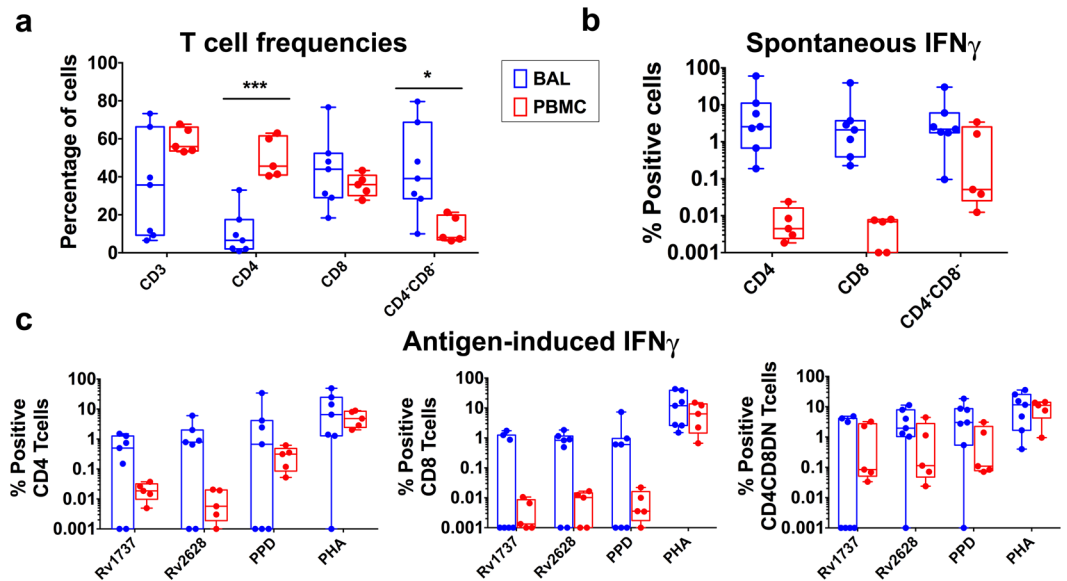 a
T cell frequencies
Percentage of cells
100
80
60
40
20
0
***
*
CD3
CD4
CD8
CD4-CD8-
BAL
PBMC
b
Spontaneous IFNγ
% Positive cells
100
10
1
0.1
0.01
0.001
CD4
CD8
CD4-CD8-
c
Antigen-induced IFNγ
% Positive
CD4 Tcells
100
10
1
0.1
0.01
0.001
Rv1737
Rv2628
PPD
PHA
% Positive
CD8 Tcells
100
10
1
0.1
0.01
0.001
Rv1737
Rv2628
PPD
PHA
% Positive
CD4CD8DN Tcells
100
10
1
0.1
0.01
0.001
Rv1737
Rv2628
PPD
PHA